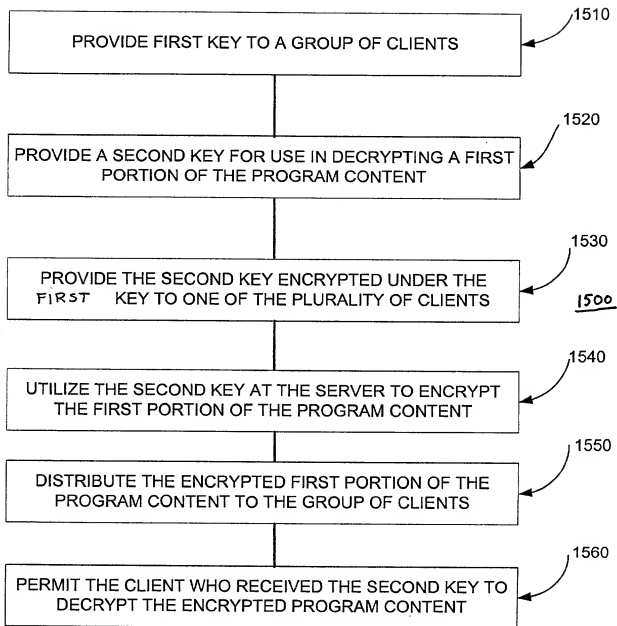 PROVIDE FIRST KEY TO A GROUP OF CLIENTS
1510
1520
PROVIDE A SECOND KEY FOR USE IN DECRYPTING A FIRST
PORTION OF THE PROGRAM CONTENT
1530
PROVIDE THE SECOND KEY ENCRYPTED UNDER THE
FIRST KEY TO ONE OF THE PLURALITY OF CLIENTS
1500
1540
UTILIZE THE SECOND KEY AT THE SERVER TO ENCRYPT
THE FIRST PORTION OF THE PROGRAM CONTENT
1550
DISTRIBUTE THE ENCRYPTED FIRST PORTION OF THE
PROGRAM CONTENT TO THE GROUP OF CLIENTS
1560
PERMIT THE CLIENT WHO RECEIVED THE SECOND KEY TO
DECRYPT THE ENCRYPTED PROGRAM CONTENT